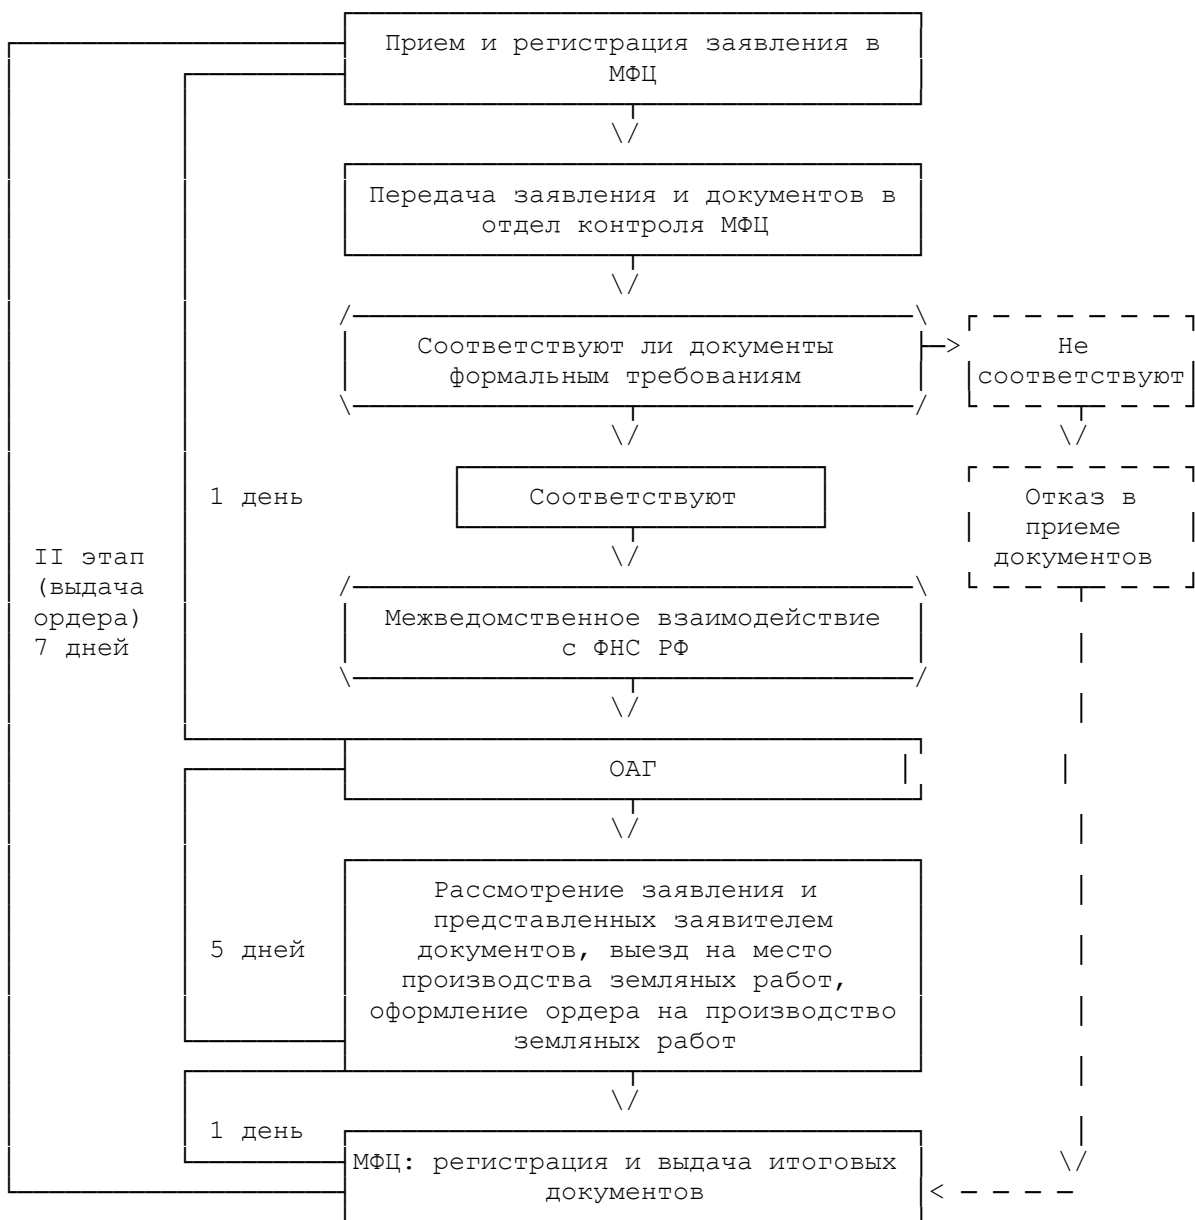 Прием и регистрация заявления в
МФЦ
Передача заявления и документов в
отдел контроля МФЦ
Соответствуют ли документы
формальным требованиям
Не
соответствуют
1 день
Соответствуют
Отказ в
приеме
документов
II этап
(выдача
ордера)
7 дней
Межведомственное взаимодействие
с ФНС РФ
ОАГ
5 дней
Рассмотрение заявления и
представленных заявителем
документов, выезд на место
производства земляных работ,
оформление ордера на производство
земляных работ
1 день
МФЦ: регистрация и выдача итоговых
документов